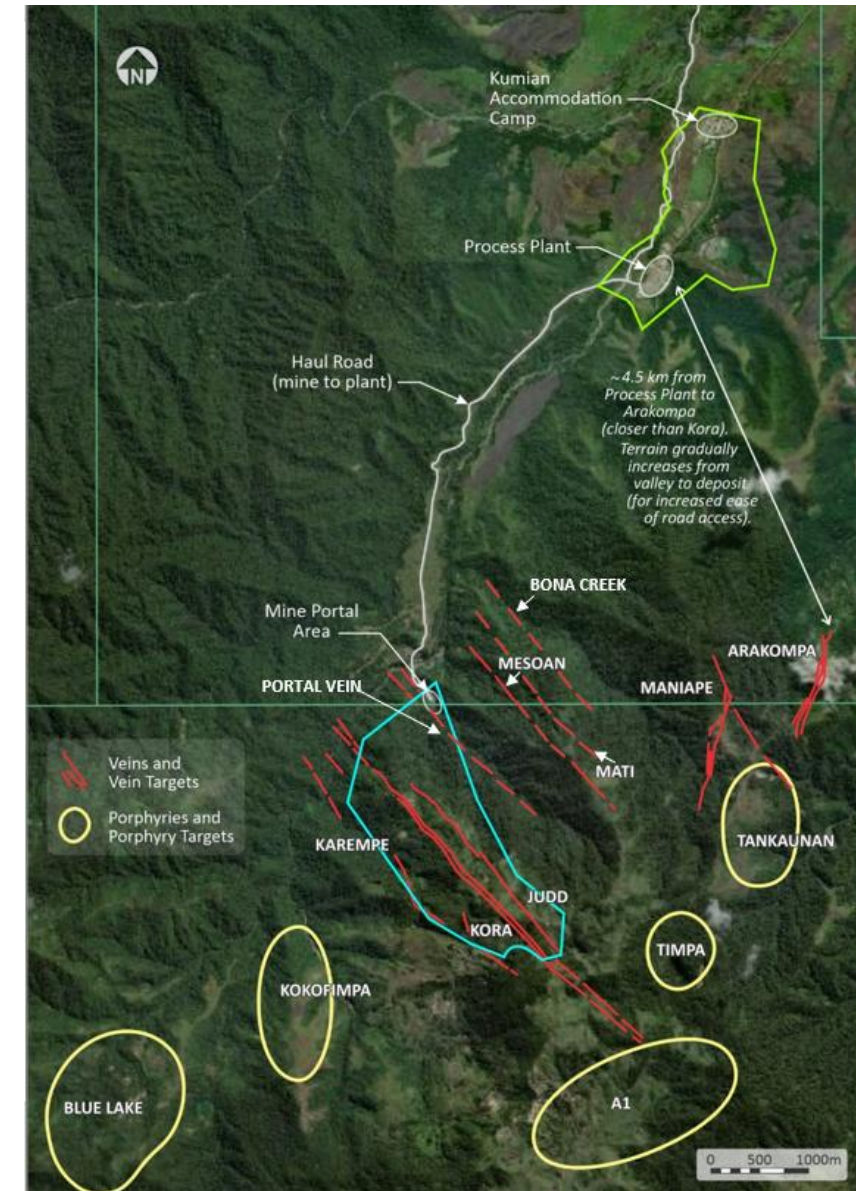 N
Kumian
Accommodation
Camp
Process Plant
Haul Road
(mine to plant)
~4.5 km from
Process Plant to
Arakompa
(closer than Kora).
Terrain gradually
increases from
valley to deposit
(for increased ease
of road access).
BONA CREEK
Mine Portal
Area
MESOAN
ARAKOMPA
PORTAL VEIN
MANIAPE
Veins and
Vein Targets
MATI
Porphyries and
Porphyry Targets
TANKAUNAN
KAREMPE
JUDD
KORA
TIMPA
KOKOFIMPA
BLUE LAKE
A1
0 500 1000m